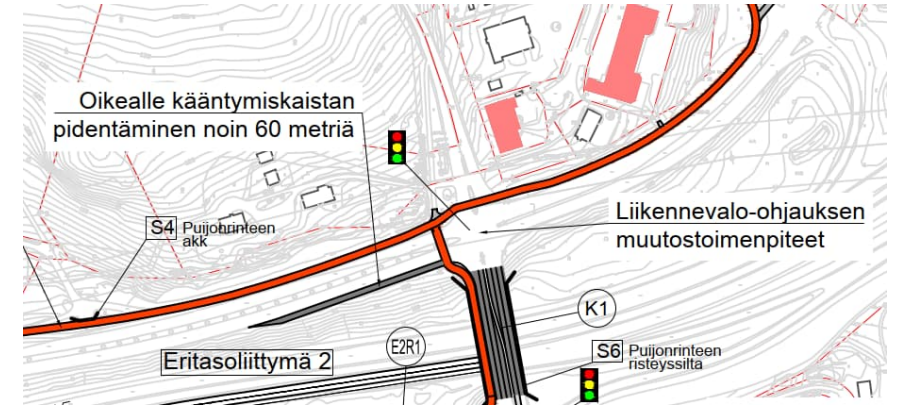 Oikealle kääntymiskaistan
pidentäminen noin 60 metriä
S4 Puijonrinteen
akk
Liikennevalo-ohjauksen
muutostoimenpiteet
K1
E2R1
Eritasoliittymä 2
S6 Puijonrinteen
risteyssilta